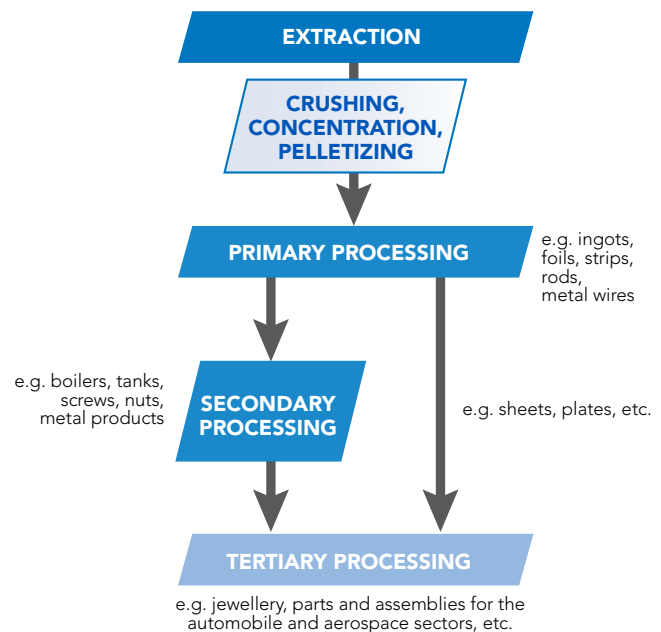 EXTRACTION
CRUSHING,
CONCENTRATION,
PELLETIZING
PRIMARY PROCESSING
e.g. ingots,
foils, strips,
rods,
metal wires
e.g. boilers, tanks,
screws, nuts,
metal products
SECONDARY
PROCESSING
e.g. sheets, plates, etc.
TERTIARY PROCESSING
e.g. jewellery, parts and assemblies for the
automobile and aerospace sectors, etc.